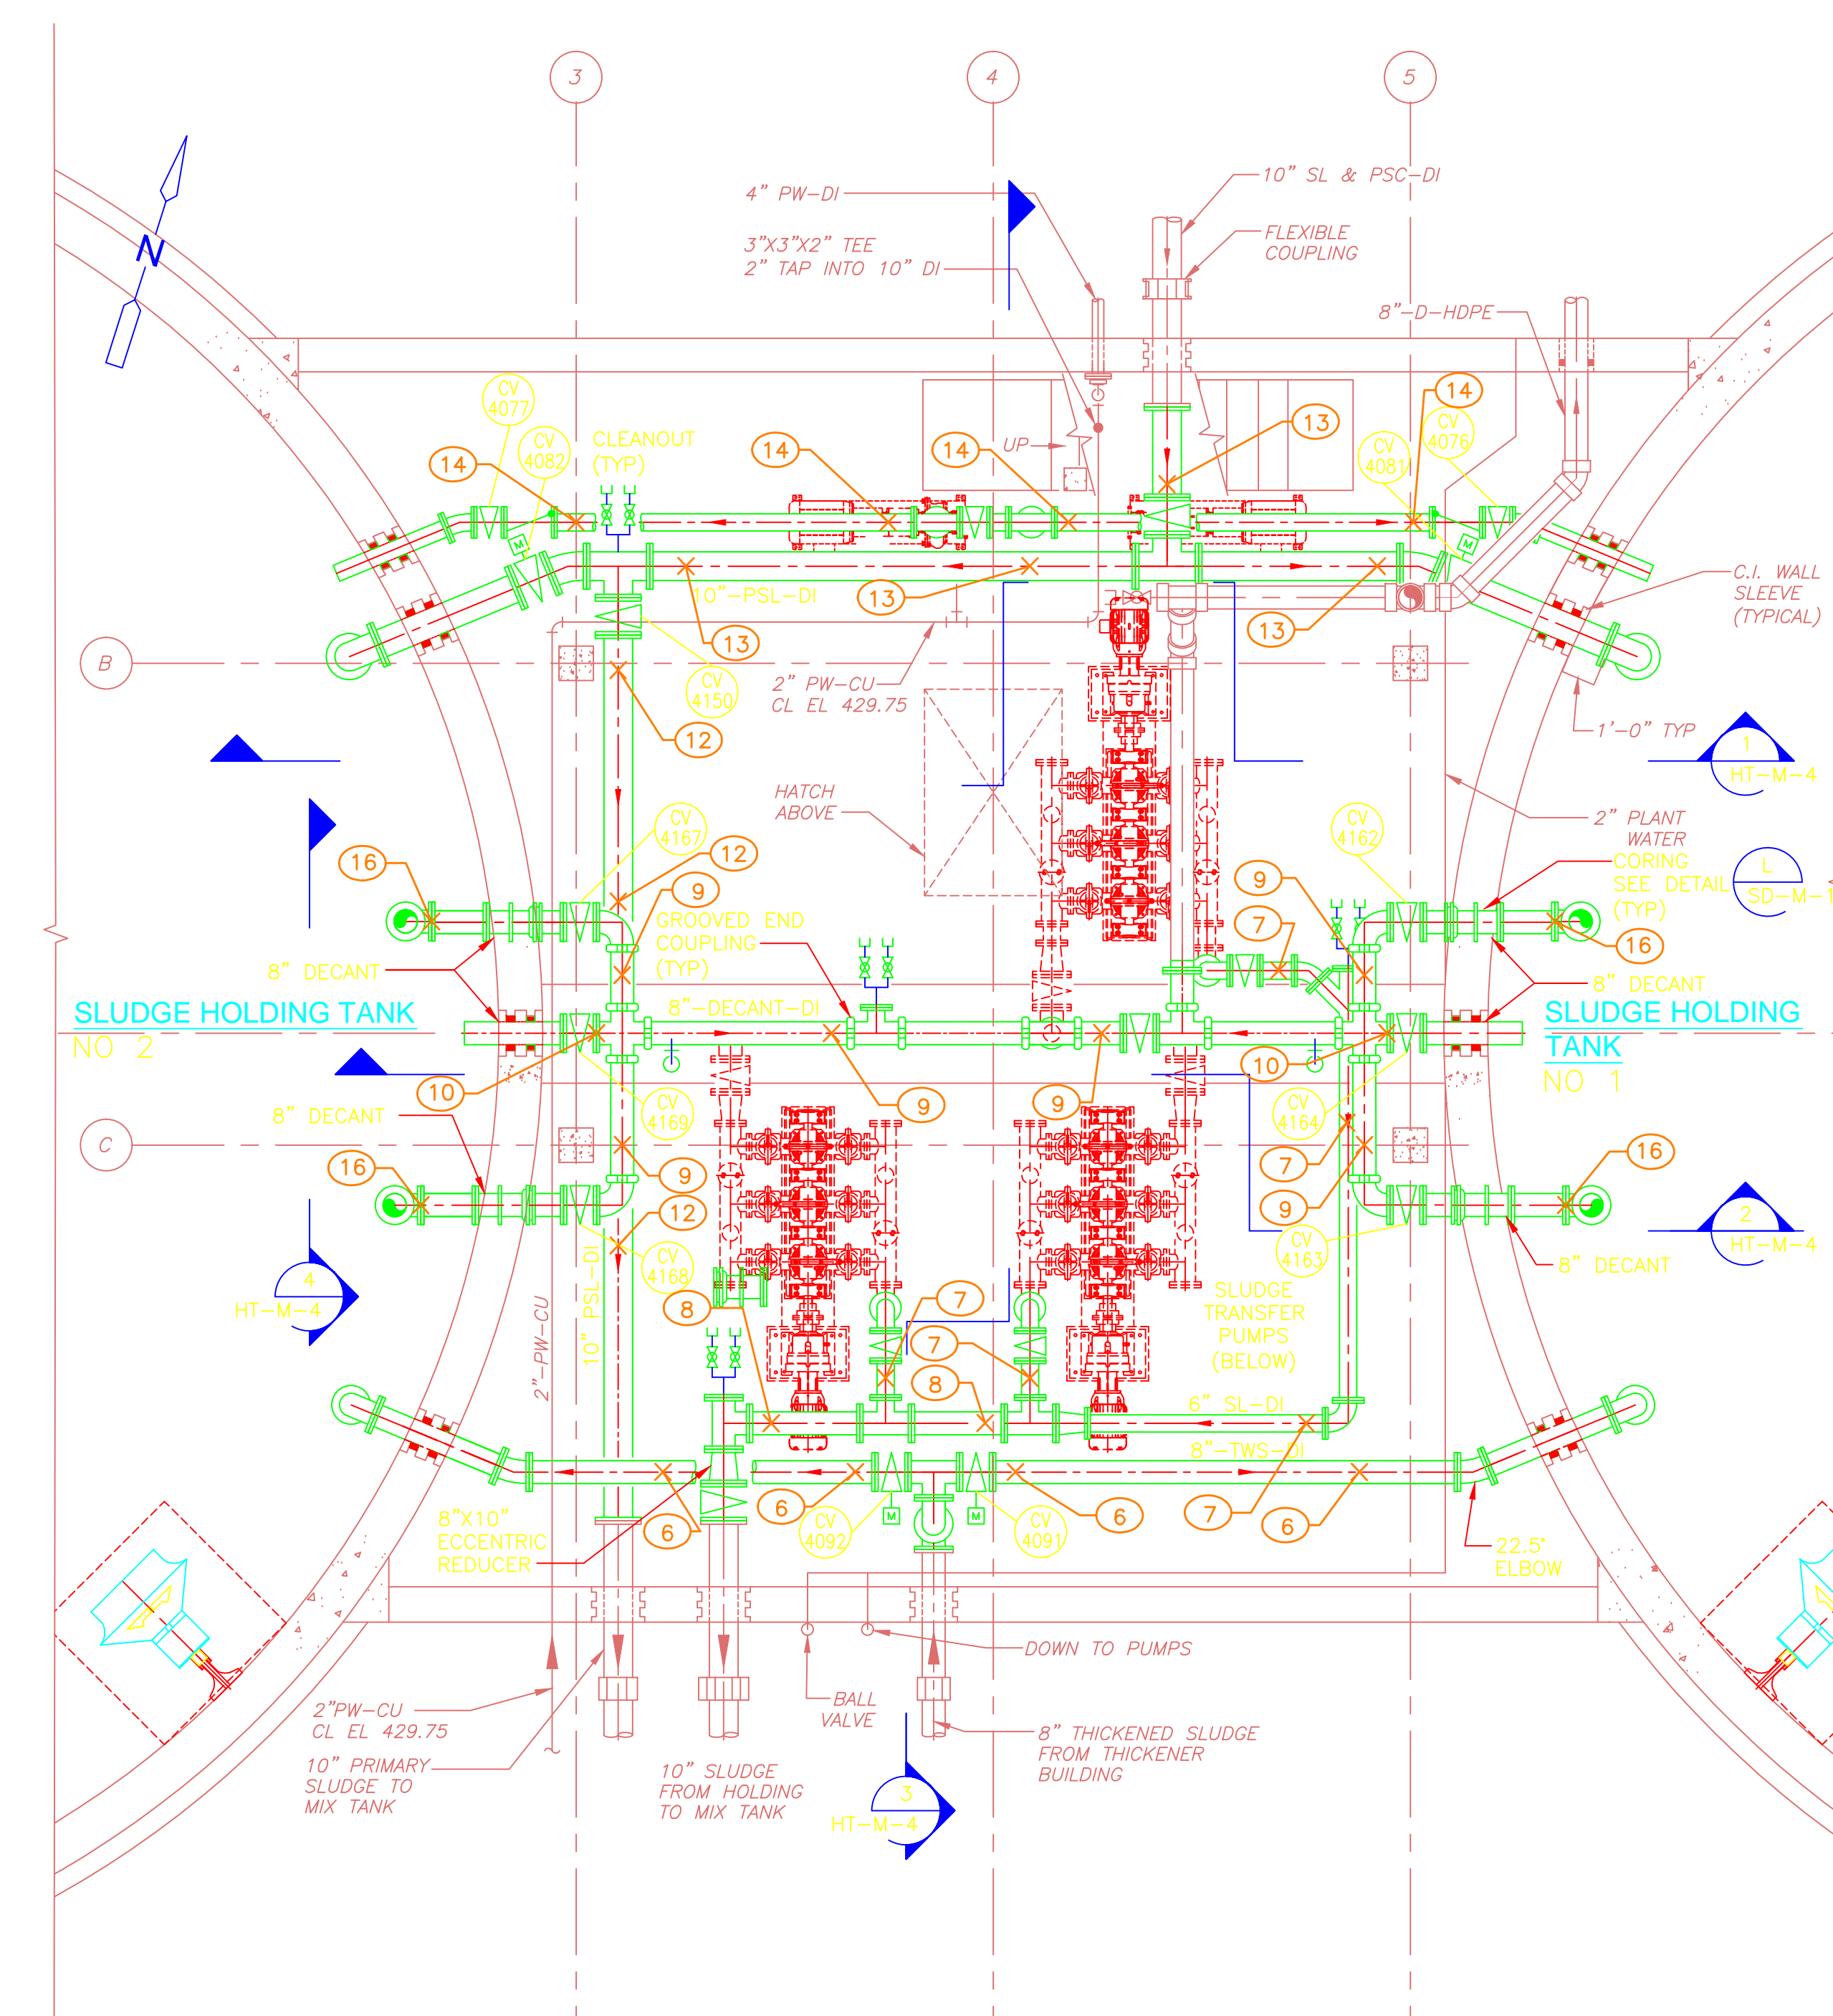 3
4
5
4" PW-DI
10" SL & PSC-DI
3"X3"X2" TEE
2" TAP INTO 10" DI
FLEXIBLE
COUPLING
N
8"-D-HDPE
CV
4077
CV
4082
CLEANOUT
(TYP)
14
14
14
UP
13
CV
4081
14
CV
4076
M
M
10"-PSL-DI
13
13
13
C.I. WALL
SLEEVE
(TYPICAL)
B
CV
4150
2" PW-CU
CL EL 429.75
12
1'-0" TYP
1
HT-M-4
HATCH
ABOVE
CV
4167
CV
4162
2" PLANT
WATER
16
12
9
9
CORING
SEE DETAIL
(TYP)
L
SD-M-1
GROOVED END
COUPLING
(TYP)
7
16
8" DECANT
8" DECANT
SLUDGE HOLDING TANK
NO 2
8"-DECANT-DI
SLUDGE HOLDING
TANK
NO 1
10
10
8" DECANT
CV
4169
9
9
CV
4164
C
16
9
7
16
9
12
CV
4168
CV
4163
2
HT-M-4
8" DECANT
4
HT-M-4
2"-PW-CU
10" PSL-DI
8
7
7
8
SLUDGE
TRANSFER
PUMPS
(BELOW)
6" SL-DI
8"-TWS-DI
8"X10"
ECCENTRIC
REDUCER
6
6
CV
4092
M
M
CV
4091
6
7
6
22.5°
ELBOW
DOWN TO PUMPS
2"PW-CU
CL EL 429.75
BALL
VALVE
10" PRIMARY
SLUDGE TO
MIX TANK
10" SLUDGE
FROM HOLDING
TO MIX TANK
8" THICKENED SLUDGE
FROM THICKENER
BUILDING
3
HT-M-4